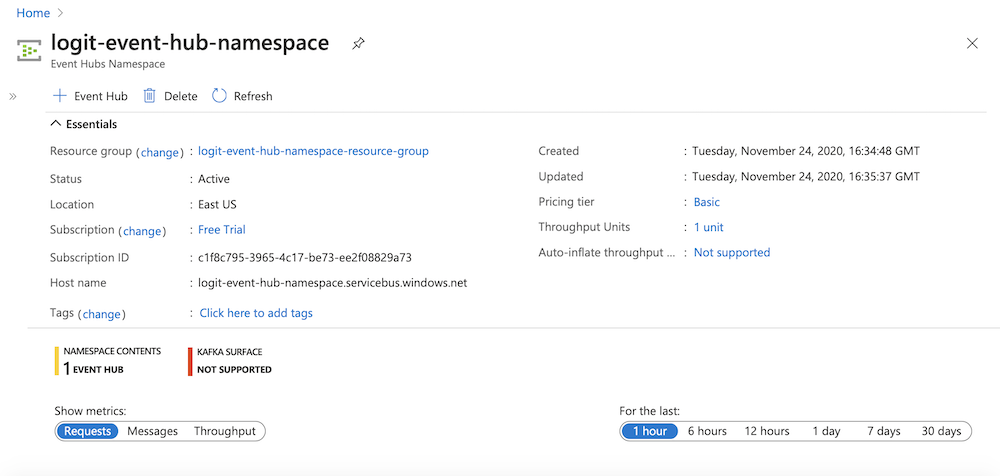 Home
logit-event-hub-namespace
Event Hubs Namespace
Event Hub Delete Refresh
Essentials
Resource group (change) : logit-event-hub-namespace-resource-group
Status : Active
Location : East US
Subscription (change) : Free Trial
Subscription ID : c1f8c795-3965-4c17-be73-ee2f08829a73
Host name : logit-event-hub-namespace.servicebus.windows.net
Tags (change) : Click here to add tags
Created : Tuesday, November 24, 2020, 16:34:48 GMT
Updated : Tuesday, November 24, 2020, 16:35:37 GMT
Pricing tier : Basic
Throughput Units : 1 unit
Auto-inflate throughput ... : Not supported
NAMESPACE CONTENTS
1 EVENT HUB
KAFKA SURFACE
NOT SUPPORTED
Show metrics:
Requests Messages Throughput
For the last:
1 hour 6 hours 12 hours 1 day 7 days 30 days